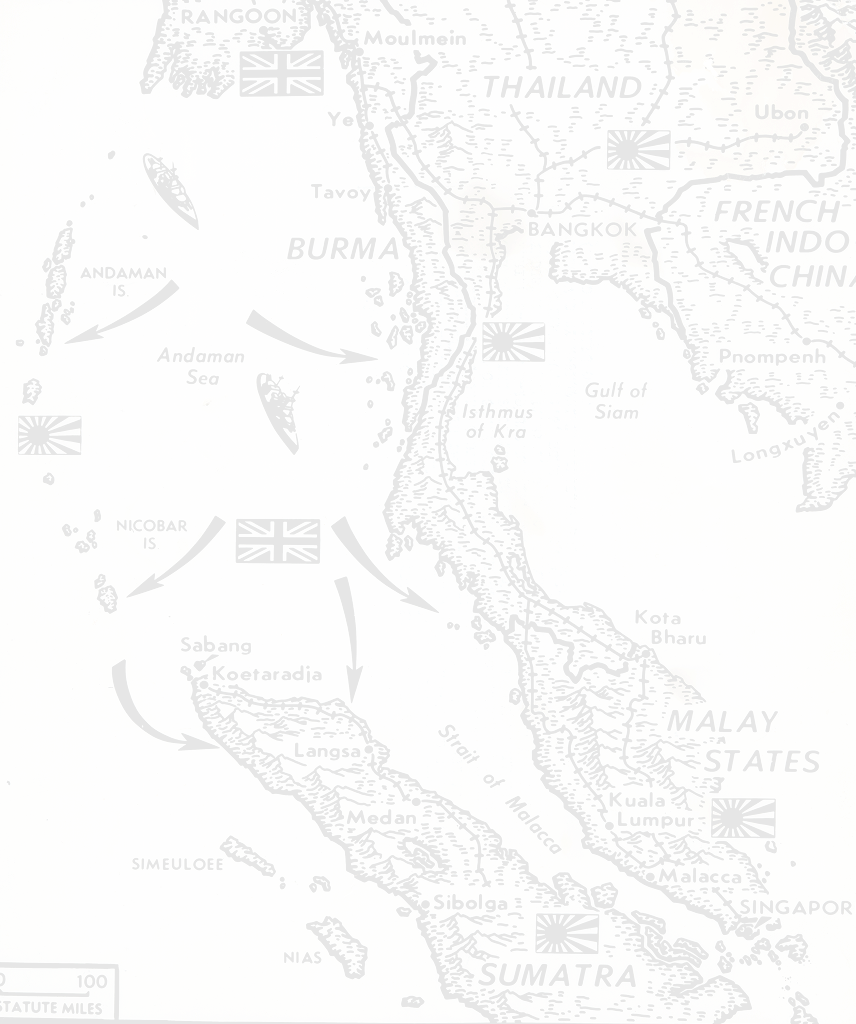 RANGOON
Moulmein
THAILAND
Ye
Ubon
Tavoy
FRENCH
INDO
CHINA
BANGKOK
BURMA
ANDAMAN
IS
Andaman
Sea
Pnompenh
Gulf of
Siam
Isthmus
of Kra
Longxuyen
NICOBAR
IS
Kota
Bharu
Sabang
Koetaradja
MALAY
STATES
Strait of Malacca
Langsa
Kuala
Lumpur
Medan
SIMEULOEE
Malacca
Sibolga
SINGAPOR
NIAS
SUMATRA
0 100
STATUTE MILES